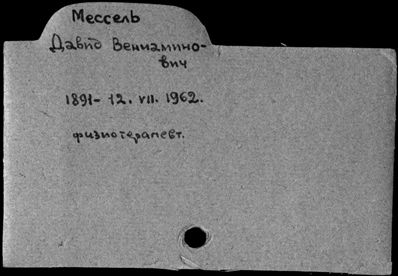 Мессель
Давид Вениамино-
вич
1891- 12. VII. 1962.
физиотерапевт.